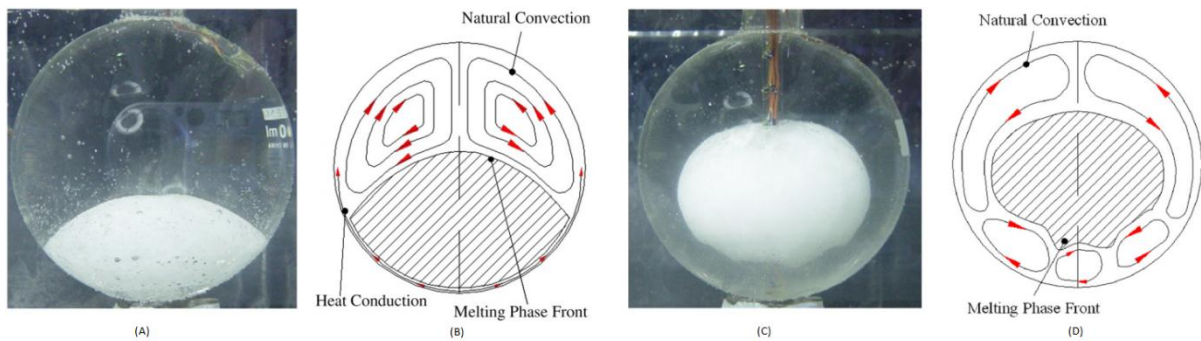 Natural Convection
Heat Conduction
Melting Phase Front
Natural Convection
Melting Phase Front
(A)
(B)
(C)
(D)